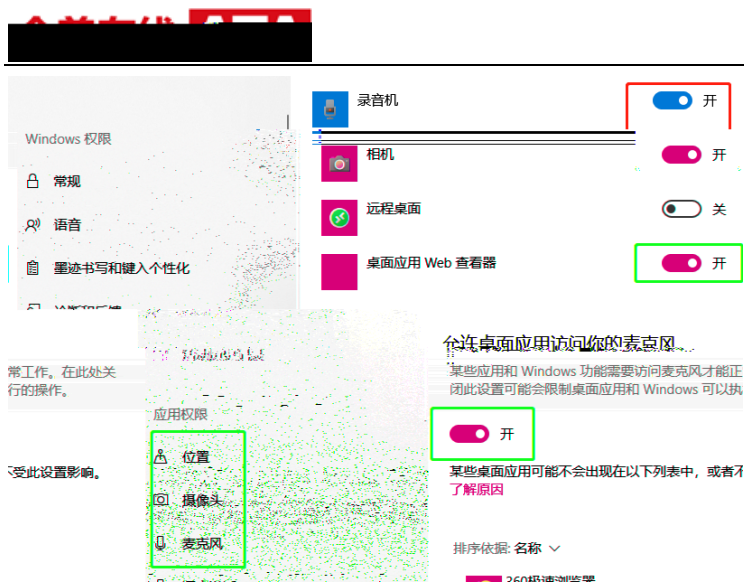 录音机 开
Windows 权限
相机 开
常规
远程桌面 关
语音
桌面应用 Web 查看器 开
墨迹书写和键入个性化
允许桌面应用访问你的麦克风
常工作。在此处关
某些应用和 Windows 功能需要访问麦克风才能正
行的操作。
闭此设置可能会限制桌面应用和 Windows 可以执
应用权限
开
位置
不受此设置影响。
某些桌面应用可能不会出现在以下列表中，或者不
了解原因
摄像头
麦克风
排序依据: 名称
360极速浏览器